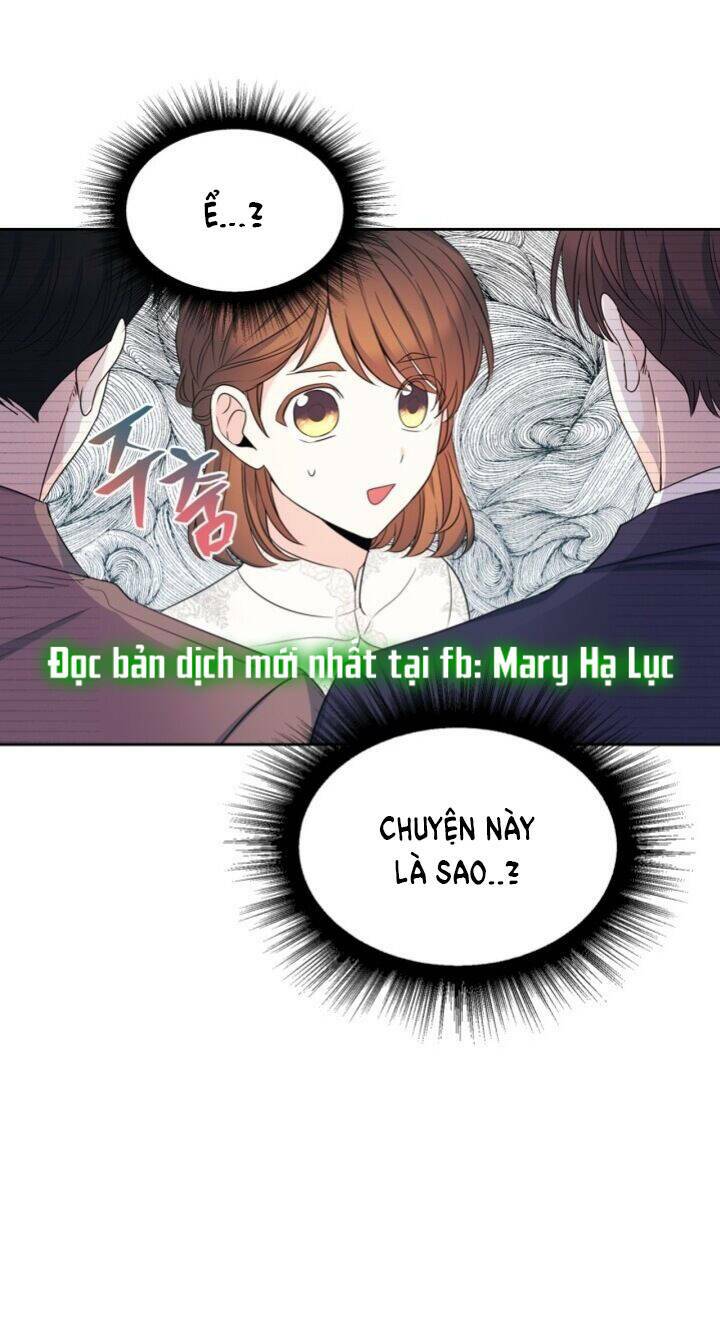 Ể...?
주춤
Đọc bản dịch mới nhất tại fb: Mary Hạ Lục
CHUYỆN NÀY
LÀ SAO..?